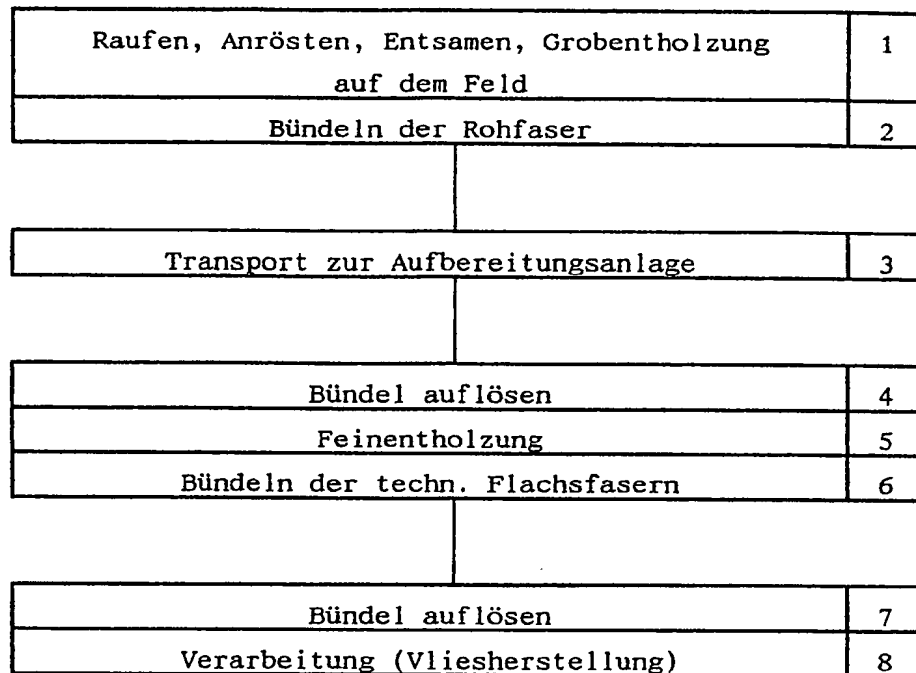 Raufen, Anrösten, Entsamen, Grobentholzung 1
auf dem Feld
Bündeln der Rohfaser 2
Transport zur Aufbereitungsanlage 3
Bündel auflösen 4
Feinentholzung 5
Bündeln der techn. Flachsfasern 6
Bündel auflösen 7
Verarbeitung (Vliesherstellung) 8